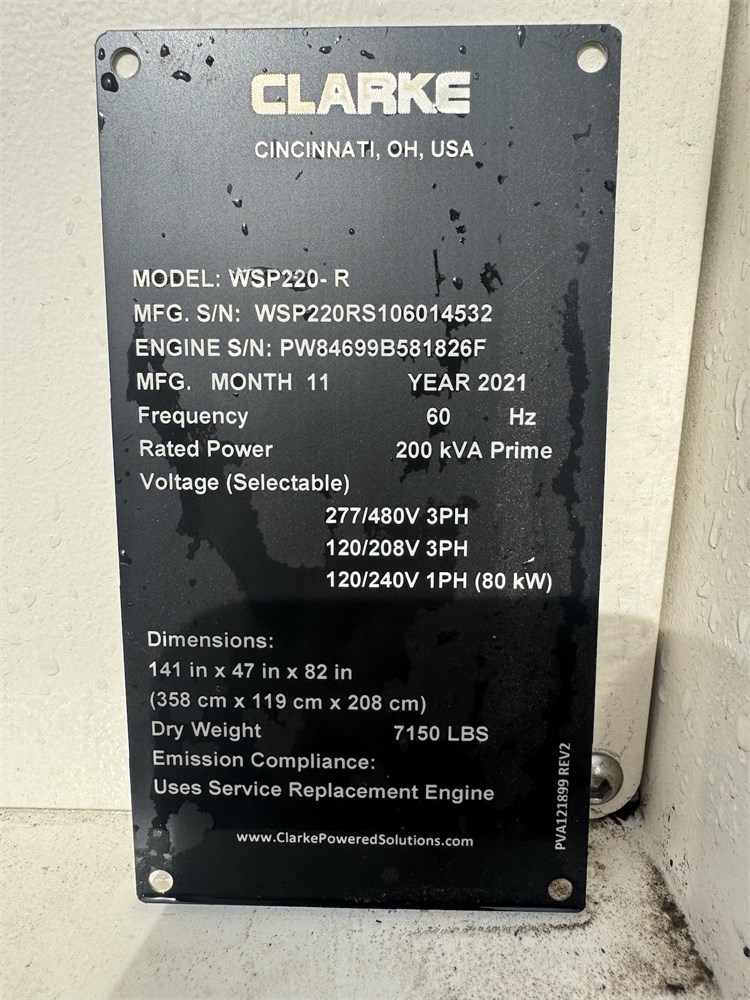 CLARKE
CINCINNATI, OH, USA
MODEL: WSP220- R
MFG. S/N: WSP220RS106014532
ENGINE S/N: PW84699B581826F
MFG. MONTH 11 YEAR 2021
Frequency 60 Hz
Rated Power 200 kVA Prime
Voltage (Selectable)
277/480V 3PH
120/208V 3PH
120/240V 1PH (80 kW)
Dimensions:
141 in x 47 in x 82 in
(358 cm x 119 cm x 208 cm)
Dry Weight 7150 LBS
Emission Compliance:
Uses Service Replacement Engine
www.ClarkePoweredSolutions.com
PVA121899 REV2